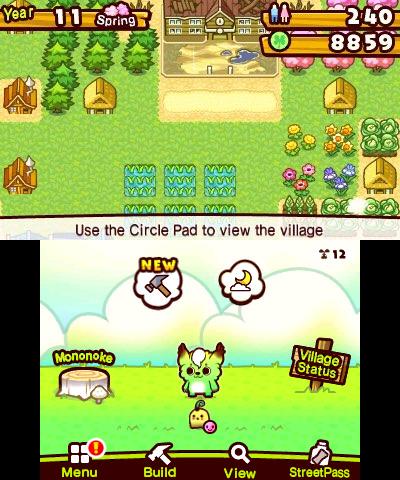 Year 11 Spring
240
8859
Use the Circle Pad to view the village
12
NEW
Mononoke
Village
Status
!
Menu
Build
View
StreetPass